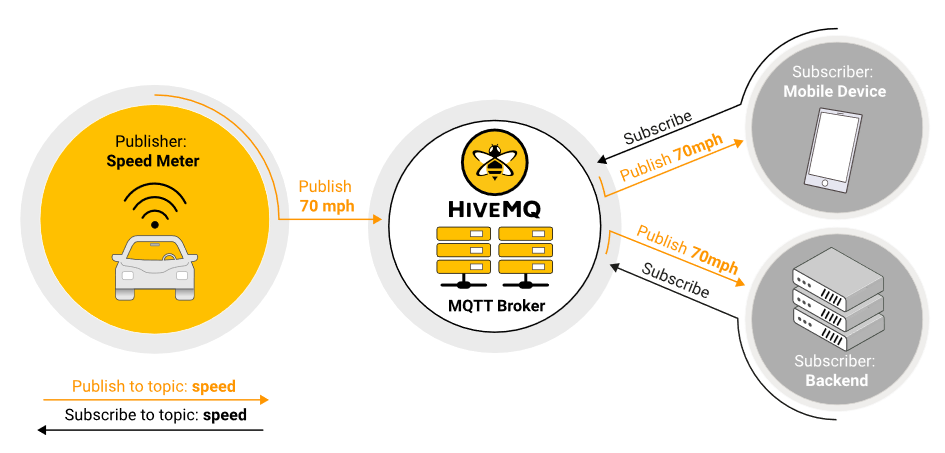 Publisher:
Speed Meter
Publish
70 mph
HIVEMQ
MQTT Broker
Subscribe
Publish 70mph
Subscriber:
Mobile Device
Publish 70mph
Subscribe
Subscriber:
Backend
Publish to topic: speed
Subscribe to topic: speed